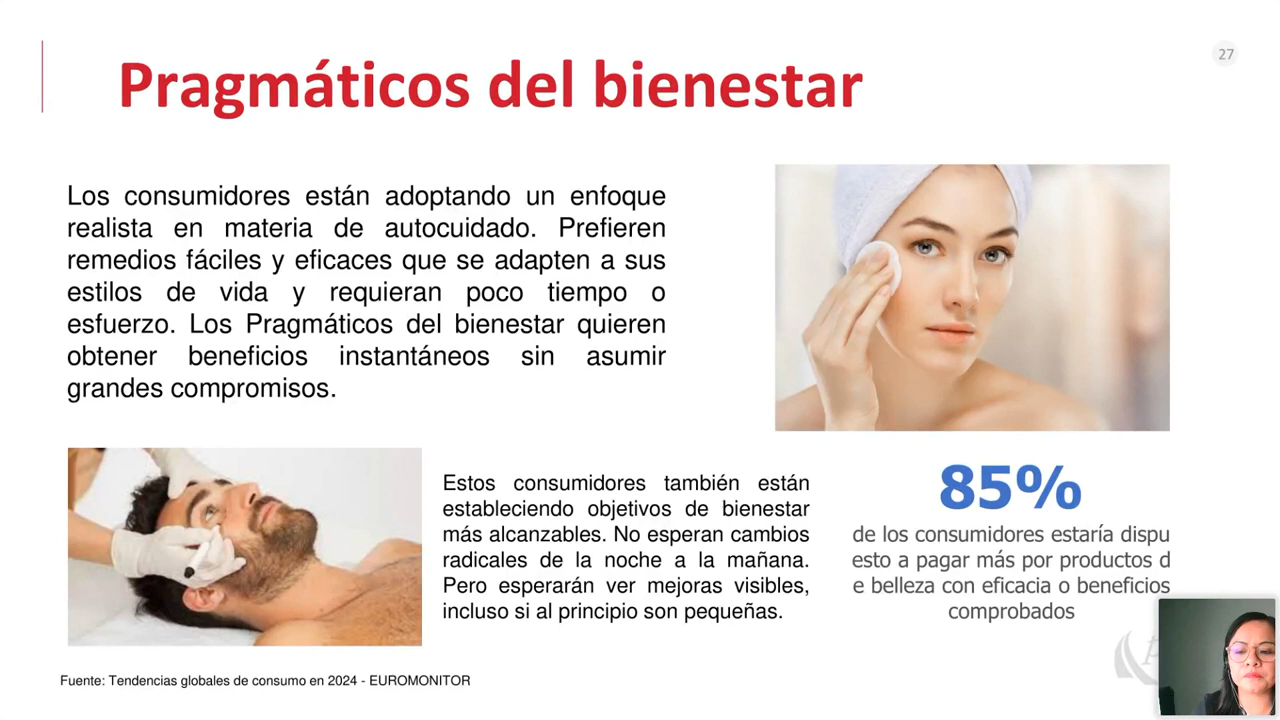 27
Pragmáticos del bienestar
Los consumidores están adoptando un enfoque
realista en materia de autocuidado. Prefieren
remedios fáciles y eficaces que se adapten a sus
estilos de vida y requieran poco tiempo o
esfuerzo. Los Pragmáticos del bienestar quieren
obtener beneficios instantáneos sin asumir
grandes compromisos.
Estos consumidores también están
estableciendo objetivos de bienestar
más alcanzables. No esperan cambios
radicales de la noche a la mañana.
Pero esperarán ver mejoras visibles,
incluso si al principio son pequeñas.
85%
de los consumidores estaría dispu
esto a pagar más por productos d
e belleza con eficacia o beneficios
comprobados
Fuente: Tendencias globales de consumo en 2024 - EUROMONITOR